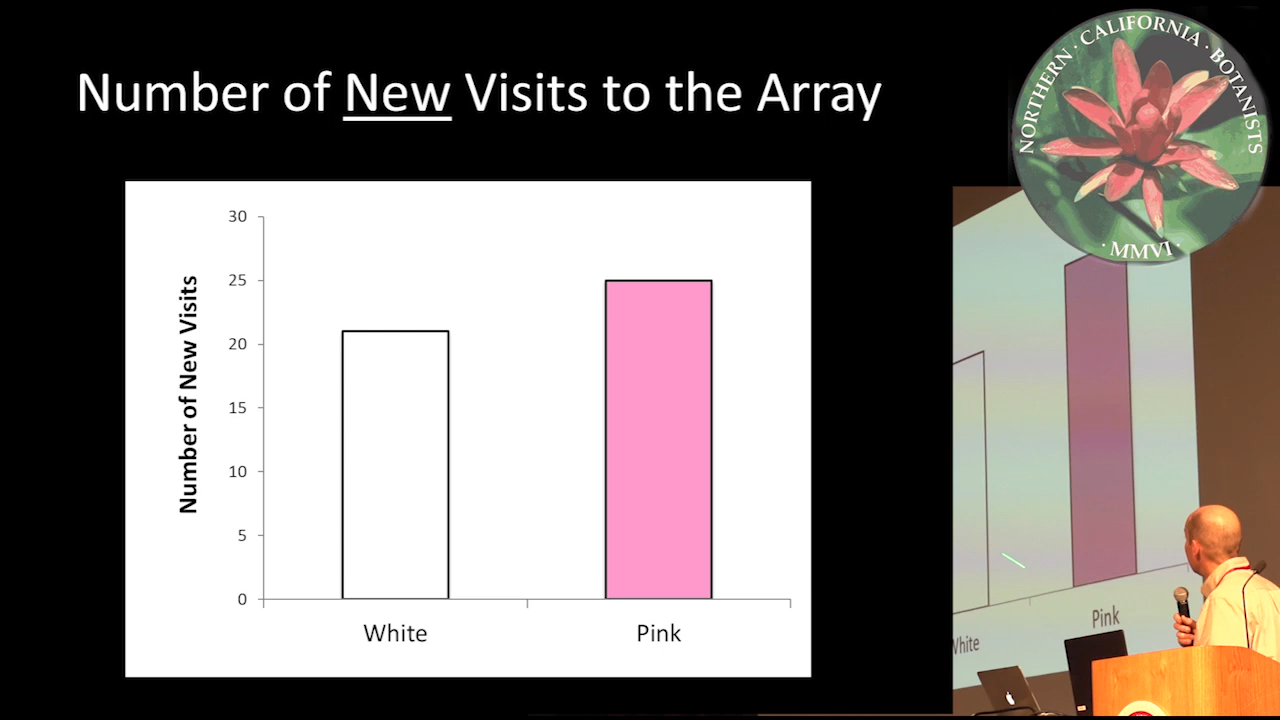 Number of New Visits to the Array
NORTHERN · CALIFORNIA · BOTANISTS
· MMVI ·
Number of New Visits
30
25
20
15
10
5
0
White
Pink
White
Pink